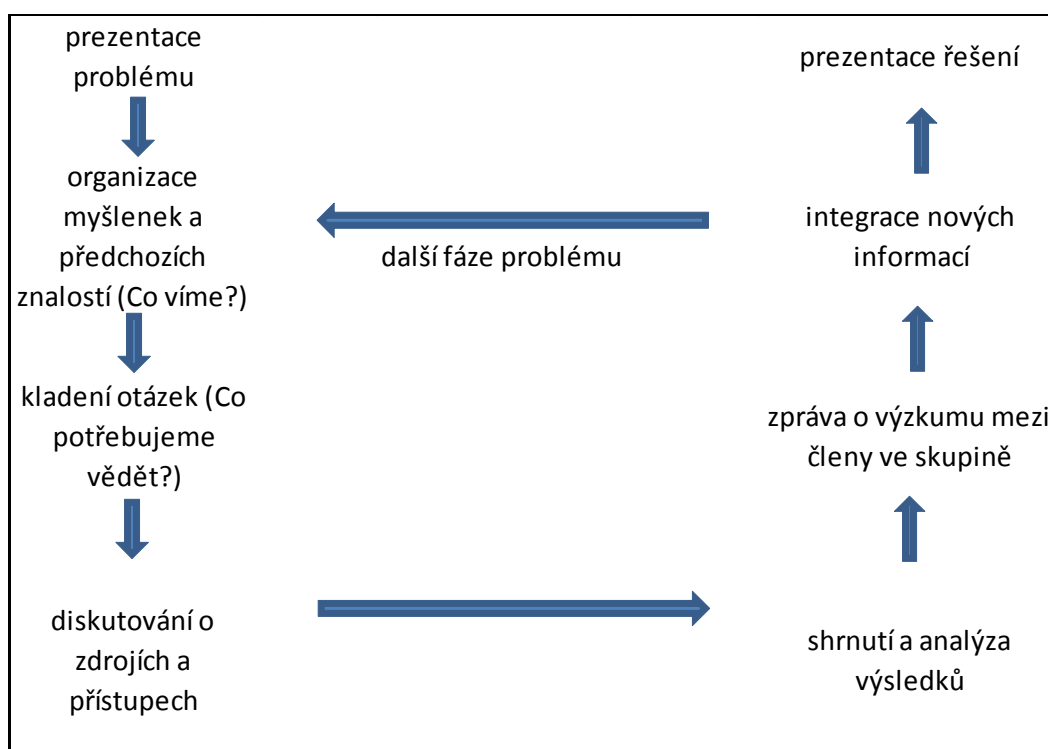 prezentace
problému
organizace
myšlenek a
předchozích
znalostí (Co víme?)
kladení otázek (Co
potřebujeme
vědět?)
diskutování o
zdrojích a
přístupech
další fáze problému
prezentace řešení
integrace nových
informací
zpráva o výzkumu mezi
členy ve skupině
shrnutí a analýza
výsledků